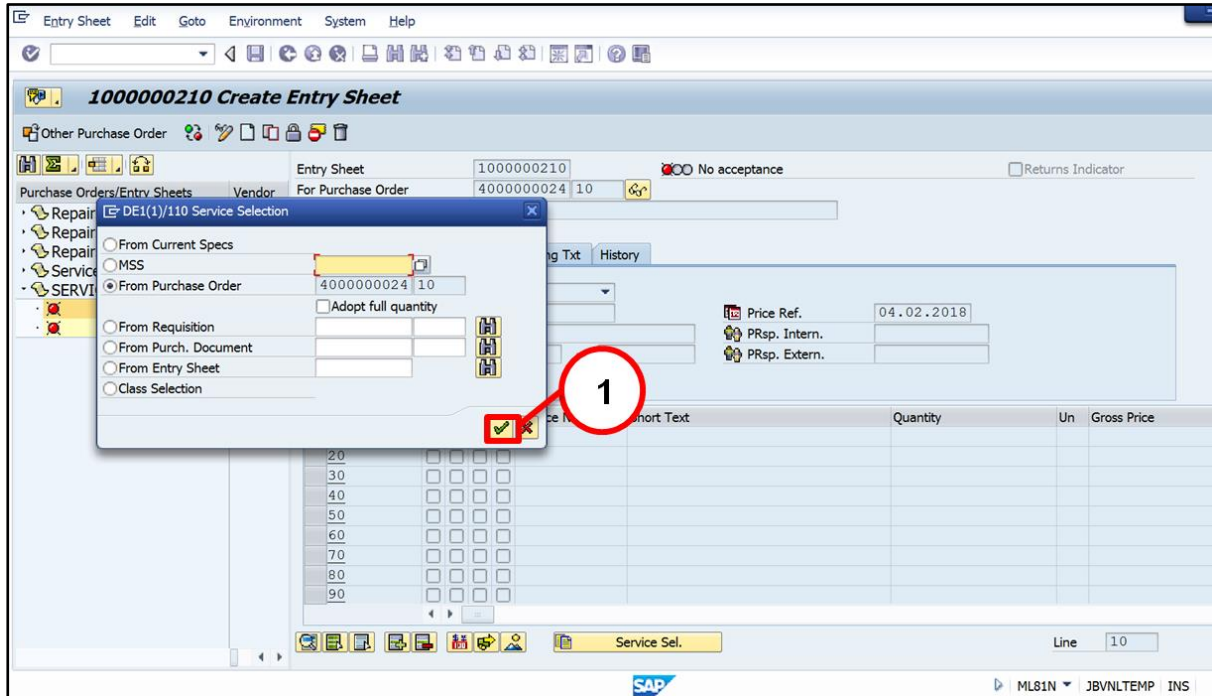 Entry Sheet Edit Goto Environment System Help
1000000210 Create Entry Sheet
Other Purchase Order
Entry Sheet 1000000210 No acceptance Returns Indicator
Purchase Orders/Entry Sheets Vendor For Purchase Order 4000000024 10
Repair
Repair
Repair
Service
SERVI
DE1(1)/110 Service Selection
From Current Specs
MSS
From Purchase Order 4000000024 10
Adopt full quantity
From Requisition
From Purch. Document
From Entry Sheet
Class Selection
1
Txt History
Price Ref. 04.02.2018
PRsp. Intern.
PRsp. Extern.
Short Text Quantity Un Gross Price
20
30
40
50
60
70
80
90
Service Sel. Line 10
SAP ML81N JBVNLTEMP INS